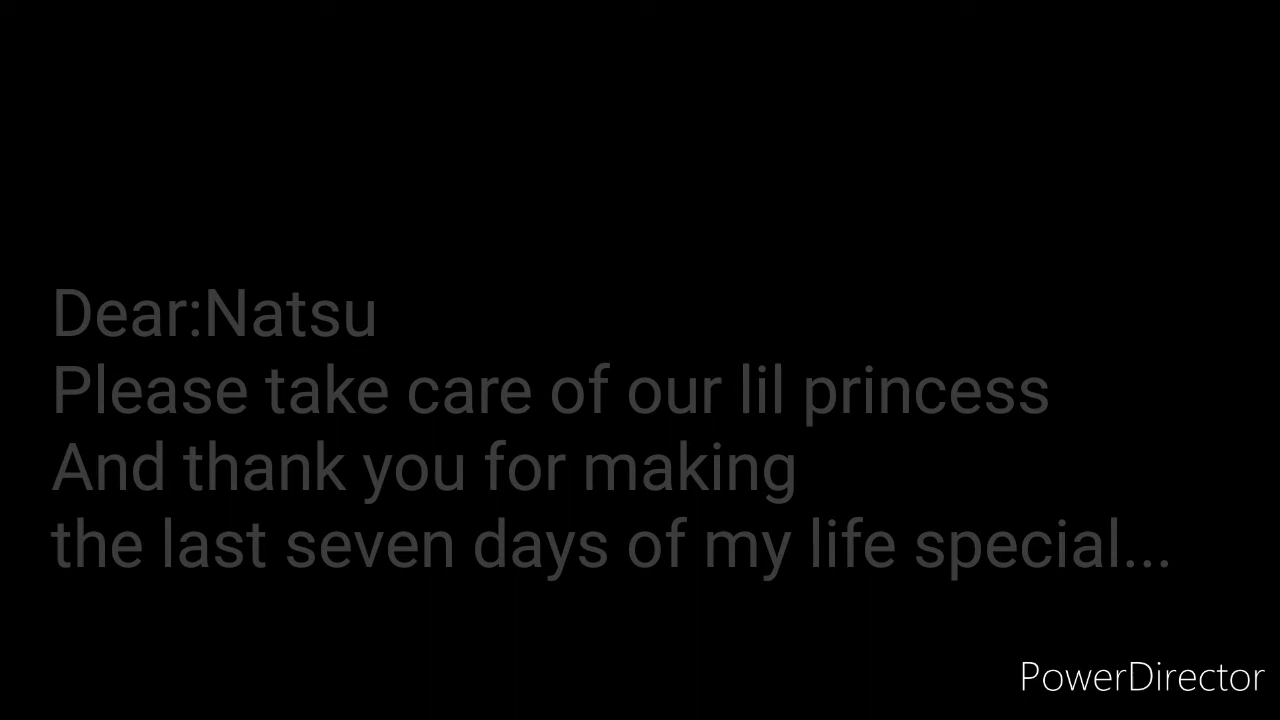 Dear:Natsu
Please take care of our lil princess
And thank you for making
the last seven days of my life special...
PowerDirector